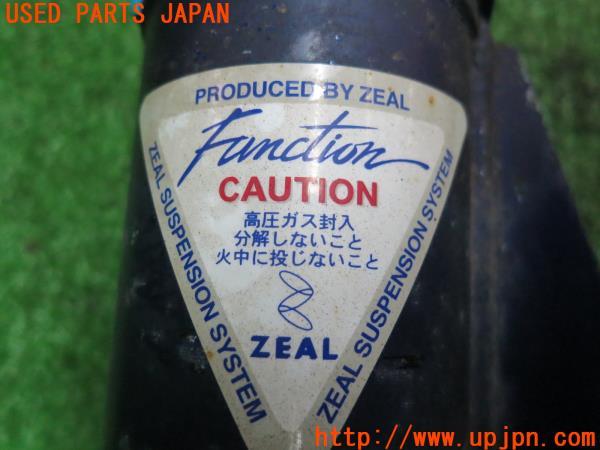 USED PARTS JAPAN
PRODUCED BY ZEAL
Function
CAUTION
高圧ガス封入
分解しないこと
火中に投じないこと
ZEAL
ZEAL SUSPENSION SYSTEM
ZEAL SUSPENSION SYSTEM
http://www.upjpn.com/